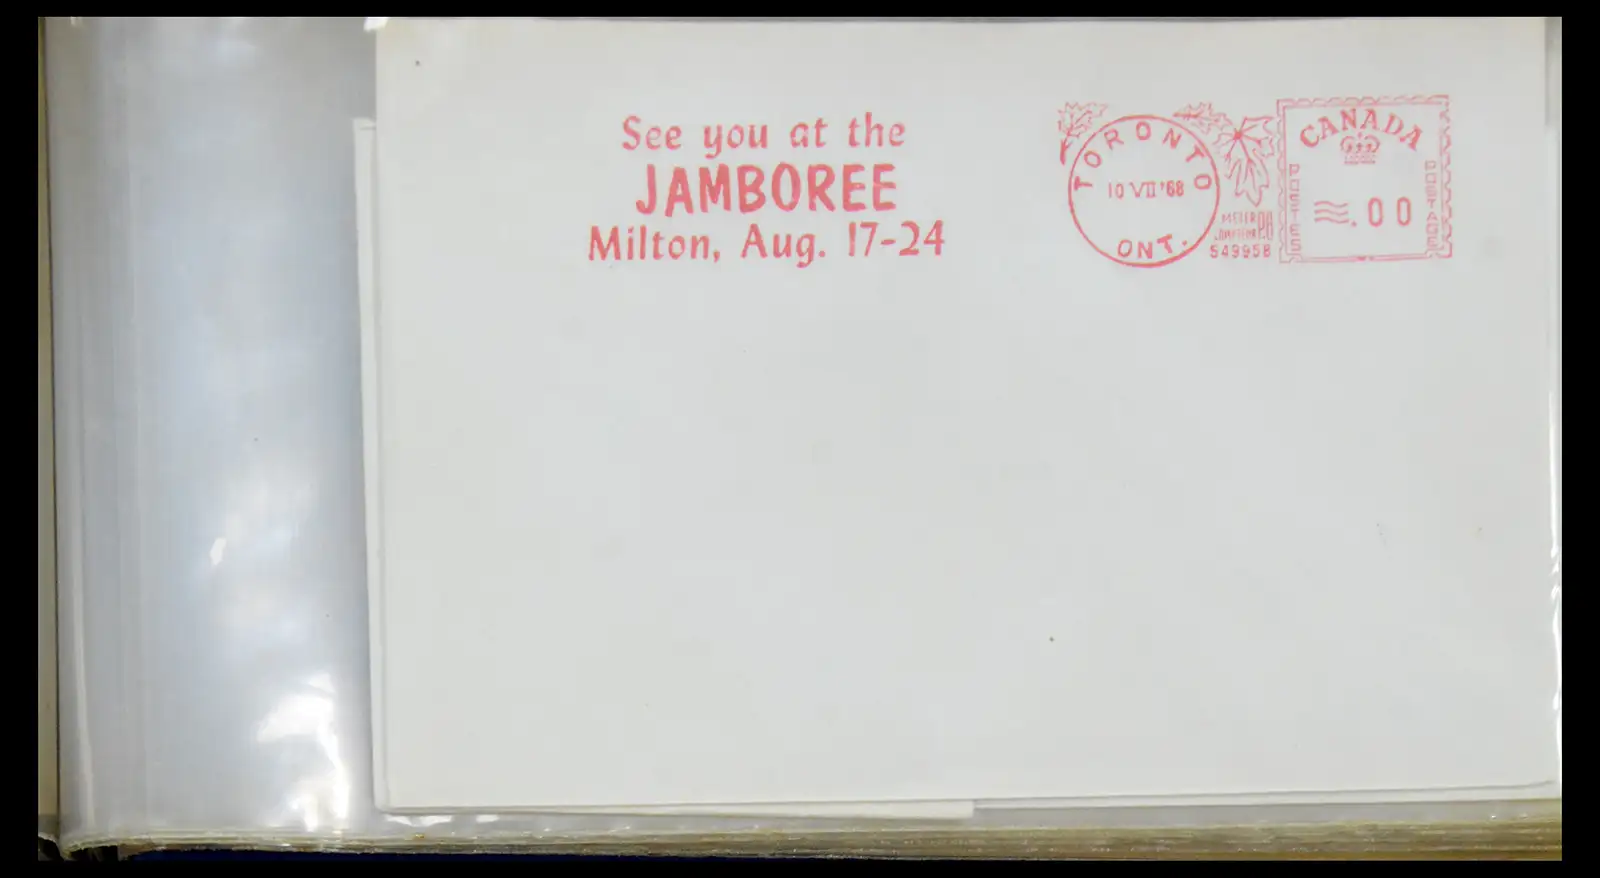 See you at the
JAMBOREE
Milton, Aug. 17-24
TORONTO
10 VII '68
ONT.
METER
P.B.
549958
CANADA
POSTES
.00
POSTAGE